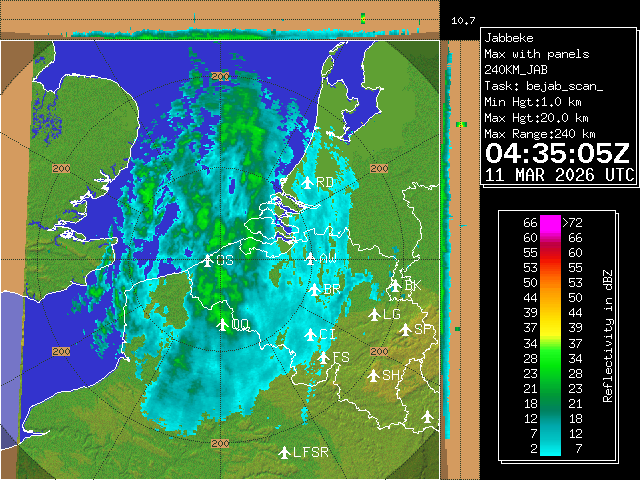 10.7
Jabbeke
Max with panels
240KM_JAB
Task: bejab_scan_
Min Hgt:1.0 km
Max Hgt:20.0 km
Max Range:240 km
04:35:05Z
11 MAR 2026 UTC
200
200
200
RD
OS
BR
BK
LG
SP
QO
CI
FS
200
200
SH
200
LFSR
66 >72
60 66
55 60
53 55
50 53
44 50
39 44
37 39
34 37
28 34
23 28
21 23
18 21
12 18
7 12
2 7
Reflectivity in dBZ